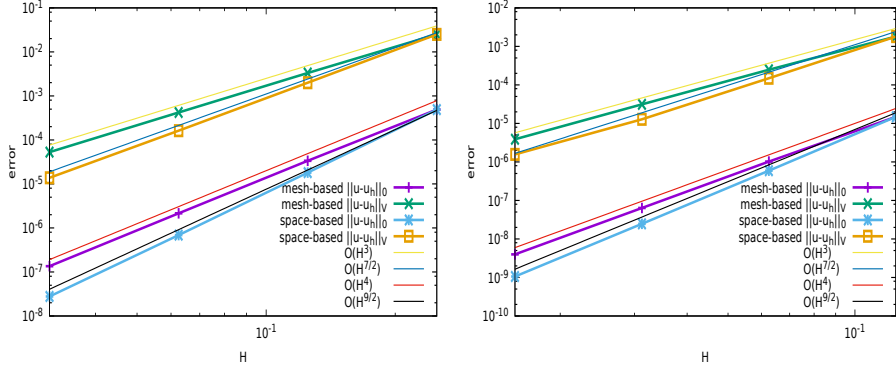 10^-1
10^-2
10^-3
10^-4
10^-5
10^-6
10^-7
10^-8
error
mesh-based ||u-u_h||_0
mesh-based ||u-u_h||_V
space-based ||u-u_h||_0
space-based ||u-u_h||_V
O(H^3)
O(H^7/2)
O(H^4)
O(H^9/2)
10^-1
H
10^-2
10^-3
10^-4
10^-5
10^-6
10^-7
10^-8
10^-9
10^-10
error
mesh-based ||u-u_h||_0
mesh-based ||u-u_h||_V
space-based ||u-u_h||_0
space-based ||u-u_h||_V
O(H^3)
O(H^7/2)
O(H^4)
O(H^9/2)
10^-1
H